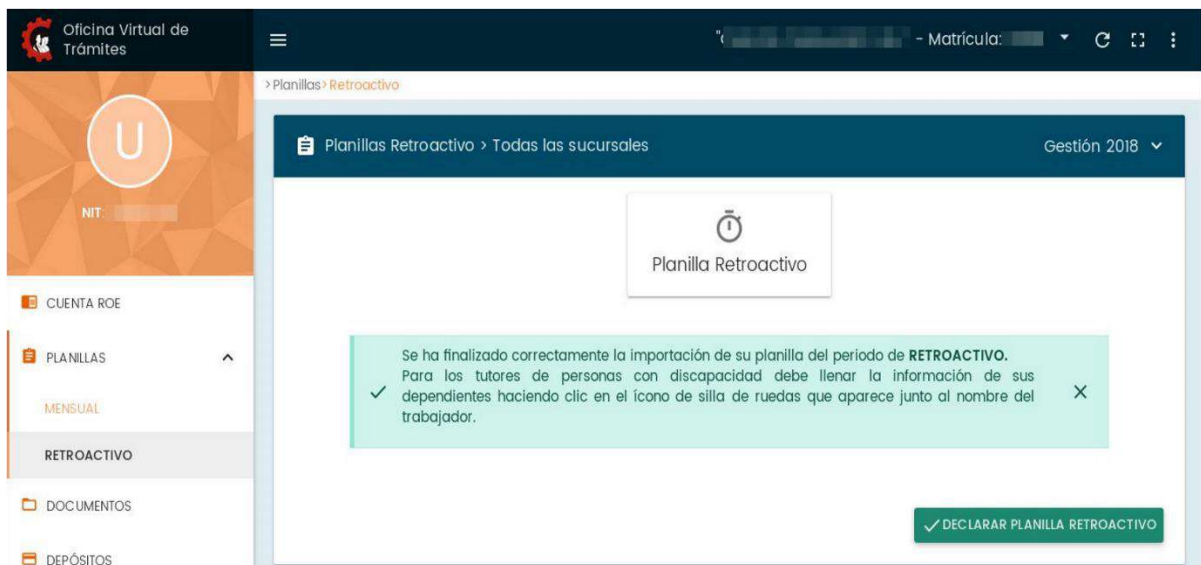 Oficina Virtual de
Trámites
- Matrícula:
> Planillas > Retroactivo
U
NIT:
Planillas Retroactivo > Todas las sucursales
Gestión 2018
Planilla Retroactivo
CUENTA ROE
PLANILLAS
MENSUAL
RETROACTIVO
DOCUMENTOS
DEPÓSITOS
Se ha finalizado correctamente la importación de su planilla del periodo de RETROACTIVO.
Para los tutores de personas con discapacidad debe llenar la información de sus
dependientes haciendo clic en el ícono de silla de ruedas que aparece junto al nombre del
trabajador.
DECLARAR PLANILLA RETROACTIVO